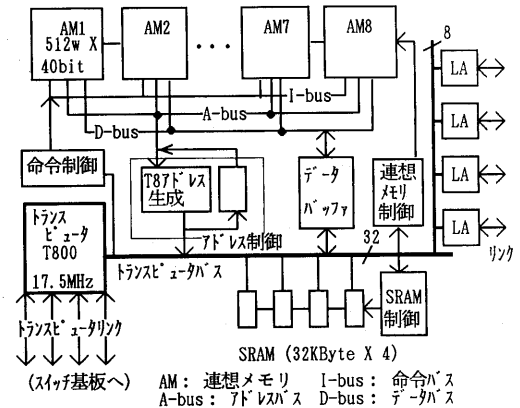 AM1
512w X
40bit
AM2
・・・
AM7
AM8
8
LA
LA
LA
LA
リンク
I-bus
A-bus
D-bus
命令制御
T8アドレス
生成
アドレス制御
データ
バッファ
連想
メモリ
制御
トランス
ピュータ
T800
17.5MHz
トランスピュータバス
32
トランスピュータリンク
(スイッチ基板へ)
SRAM
制御
SRAM (32KByte X 4)
AM: 連想メモリ I-bus: 命令バス
A-bus: アドレスバス D-bus: データバス